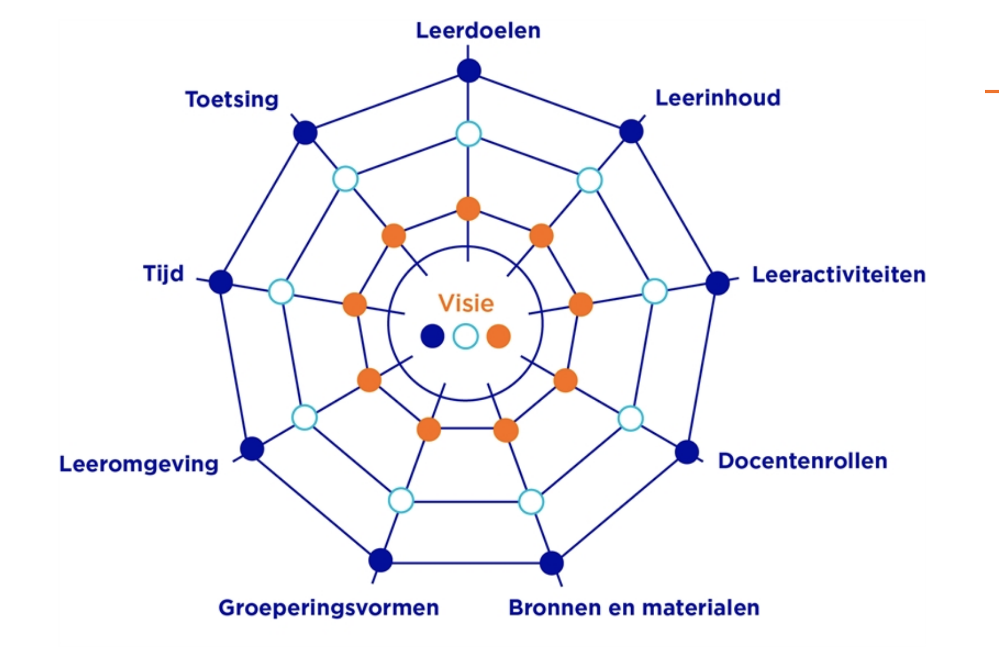 Leerdoelen
Toetsing
Leerinhoud
Tijd
Leeractiviteiten
Visie
Leeromgeving
Docentenrollen
Groeperingsvormen
Bronnen en materialen